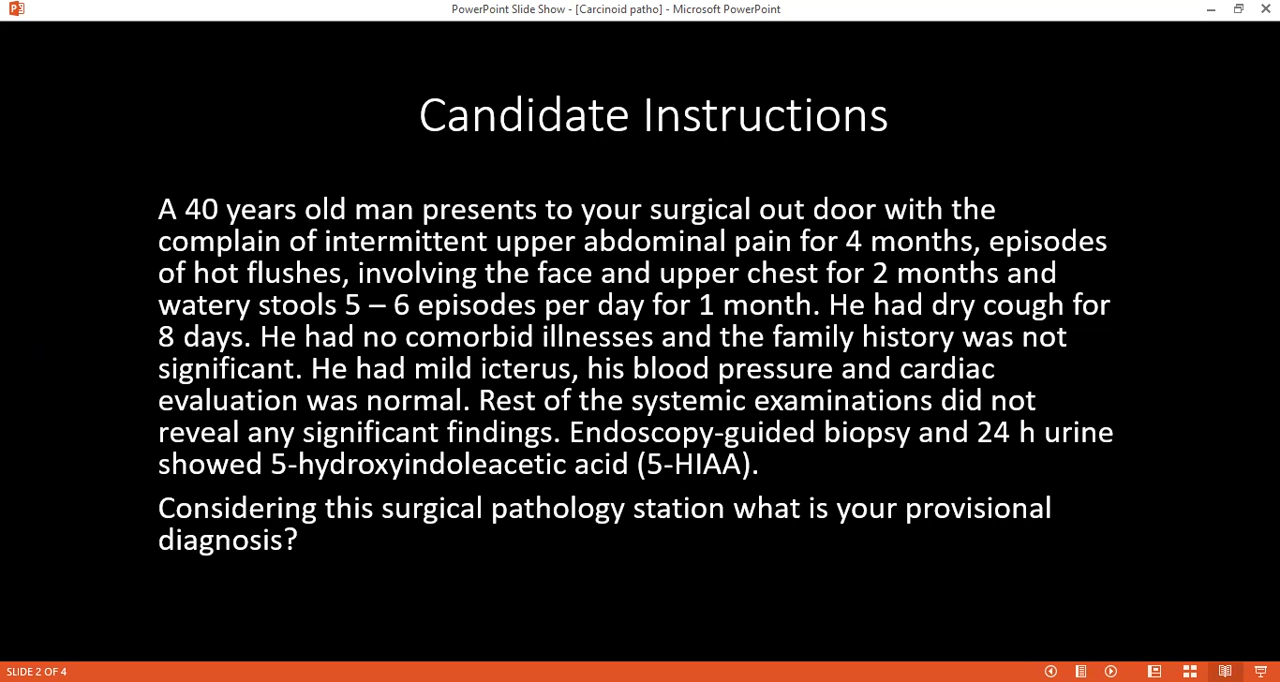 PowerPoint Slide Show - [Carcinoid patho] - Microsoft PowerPoint
Candidate Instructions
A 40 years old man presents to your surgical out door with the
complain of intermittent upper abdominal pain for 4 months, episodes
of hot flushes, involving the face and upper chest for 2 months and
watery stools 5 – 6 episodes per day for 1 month. He had dry cough for
8 days. He had no comorbid illnesses and the family history was not
significant. He had mild icterus, his blood pressure and cardiac
evaluation was normal. Rest of the systemic examinations did not
reveal any significant findings. Endoscopy-guided biopsy and 24 h urine
showed 5-hydroxyindoleacetic acid (5-HIAA).
Considering this surgical pathology station what is your provisional
diagnosis?
SLIDE 2 OF 4